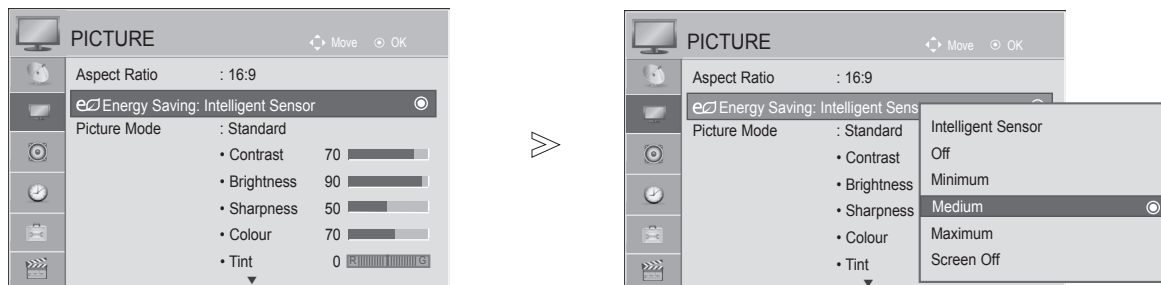 PICTURE
Move OK
Aspect Ratio : 16:9
eco Energy Saving: Intelligent Sensor
Picture Mode : Standard
• Contrast 70
• Brightness 90
• Sharpness 50
• Colour 70
• Tint 0 R G
PICTURE
Move OK
Aspect Ratio : 16:9
eco Energy Saving: Intelligent Sens
Picture Mode : Standard
• Contrast
• Brightness
• Sharpness
• Colour
• Tint
Intelligent Sensor
Off
Minimum
Medium
Maximum
Screen Off